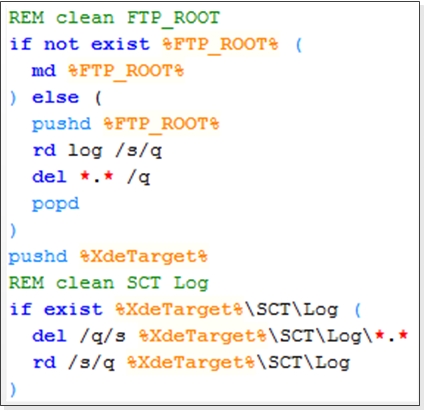 REM clean FTP_ROOT
if not exist %FTP_ROOT% (
  md %FTP_ROOT%
) else (
  pushd %FTP_ROOT%
  rd log /s/q
  del *.* /q
  popd
)
pushd %XdeTarget%
REM clean SCT Log
if exist %XdeTarget%\SCT\Log (
  del /q/s %XdeTarget%\SCT\Log\*.*
  rd /s/q %XdeTarget%\SCT\Log
)